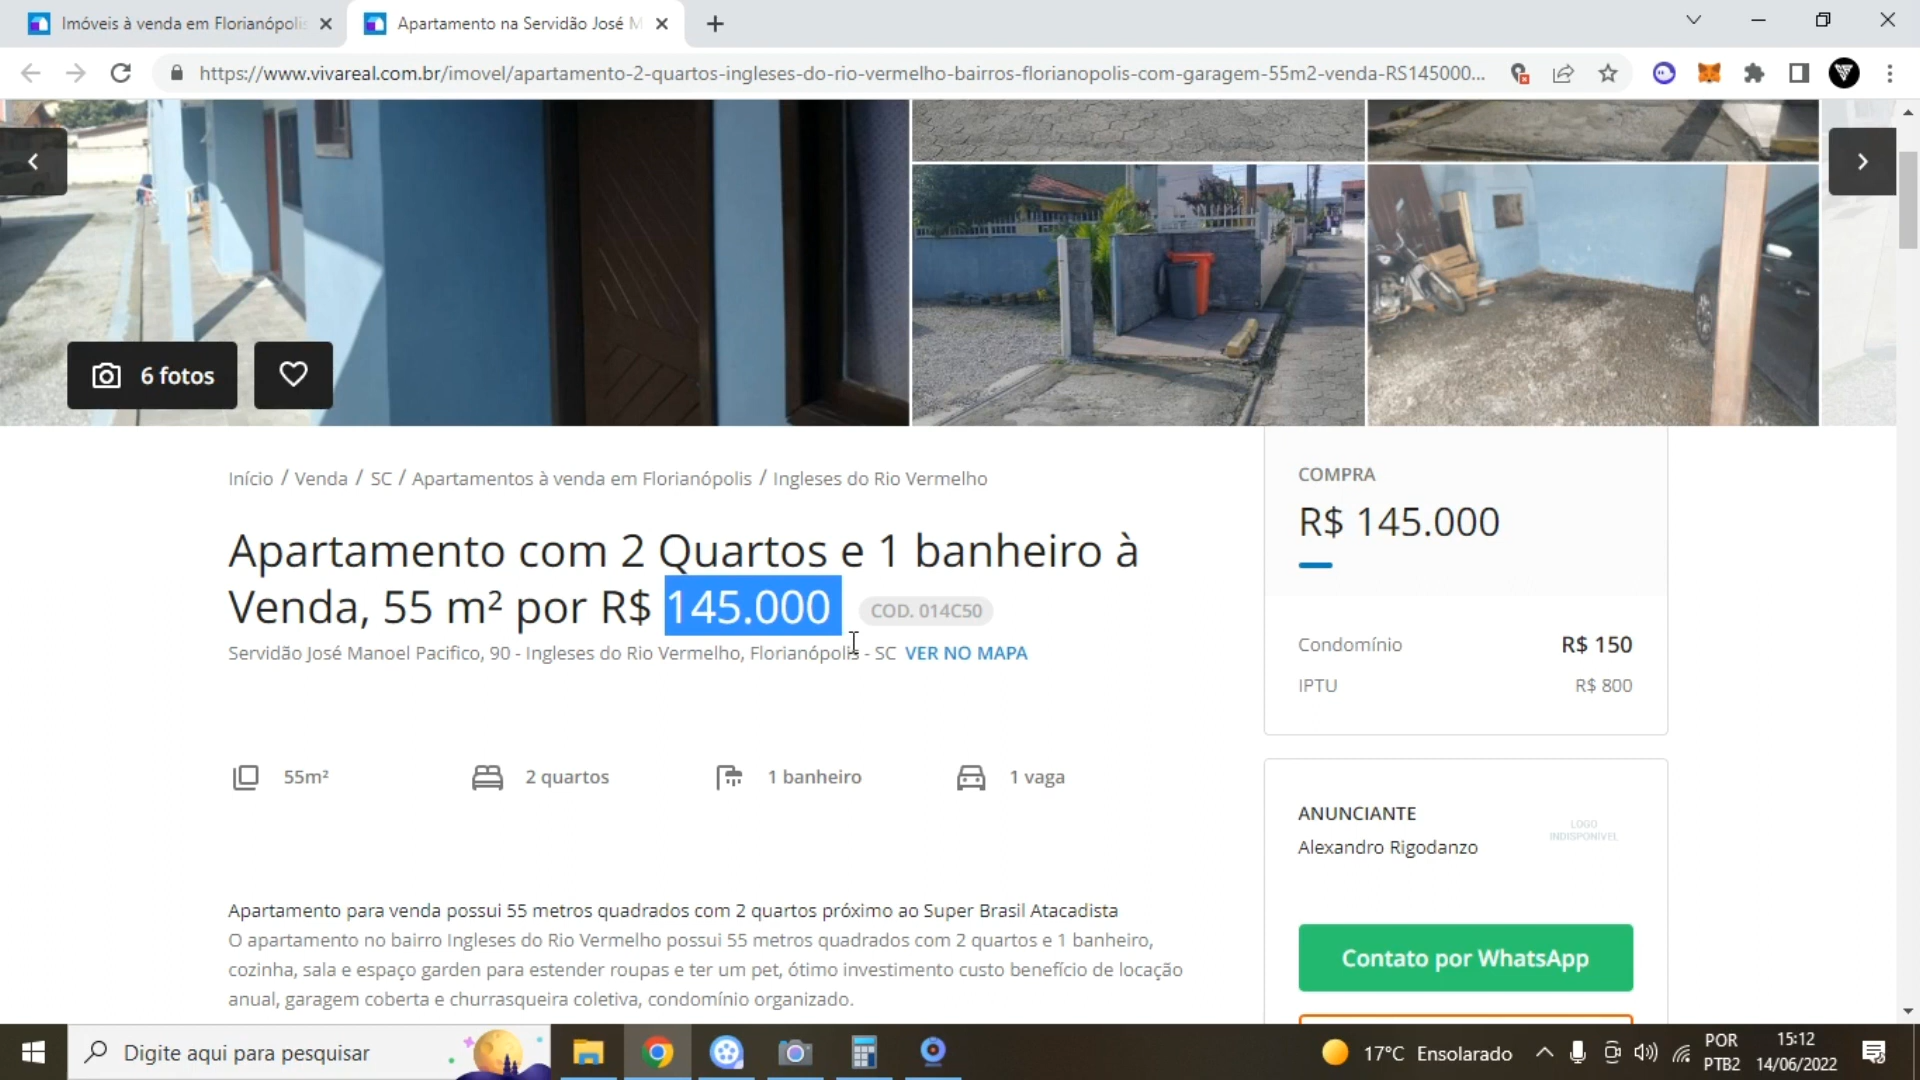 Imóveis à venda em Florianópolis
Apartamento na Servidão José M
https://www.vivareal.com.br/imovel/apartamento-2-quartos-ingleses-do-rio-vermelho-bairros-florianopolis-com-garagem-55m2-venda-RS145000...
6 fotos
Início / Venda / SC / Apartamentos à venda em Florianópolis / Ingleses do Rio Vermelho
Apartamento com 2 Quartos e 1 banheiro à
Venda, 55 m² por R$ 145.000 COD. 014C50
Servidão José Manoel Pacifico, 90 - Ingleses do Rio Vermelho, Florianópolis - SC VER NO MAPA
55m²
2 quartos
1 banheiro
1 vaga
Apartamento para venda possui 55 metros quadrados com 2 quartos próximo ao Super Brasil Atacadista
O apartamento no bairro Ingleses do Rio Vermelho possui 55 metros quadrados com 2 quartos e 1 banheiro,
cozinha, sala e espaço garden para estender roupas e ter um pet, ótimo investimento custo benefício de locação
anual, garagem coberta e churrasqueira coletiva, condomínio organizado.
COMPRA
R$ 145.000
Condomínio R$ 150
IPTU R$ 800
ANUNCIANTE
Alexandro Rigodanzo
LOGO
INDISPONÍVEL
Contato por WhatsApp
Digite aqui para pesquisar
17°C Ensolarado
POR
PTB2
15:12
14/06/2022